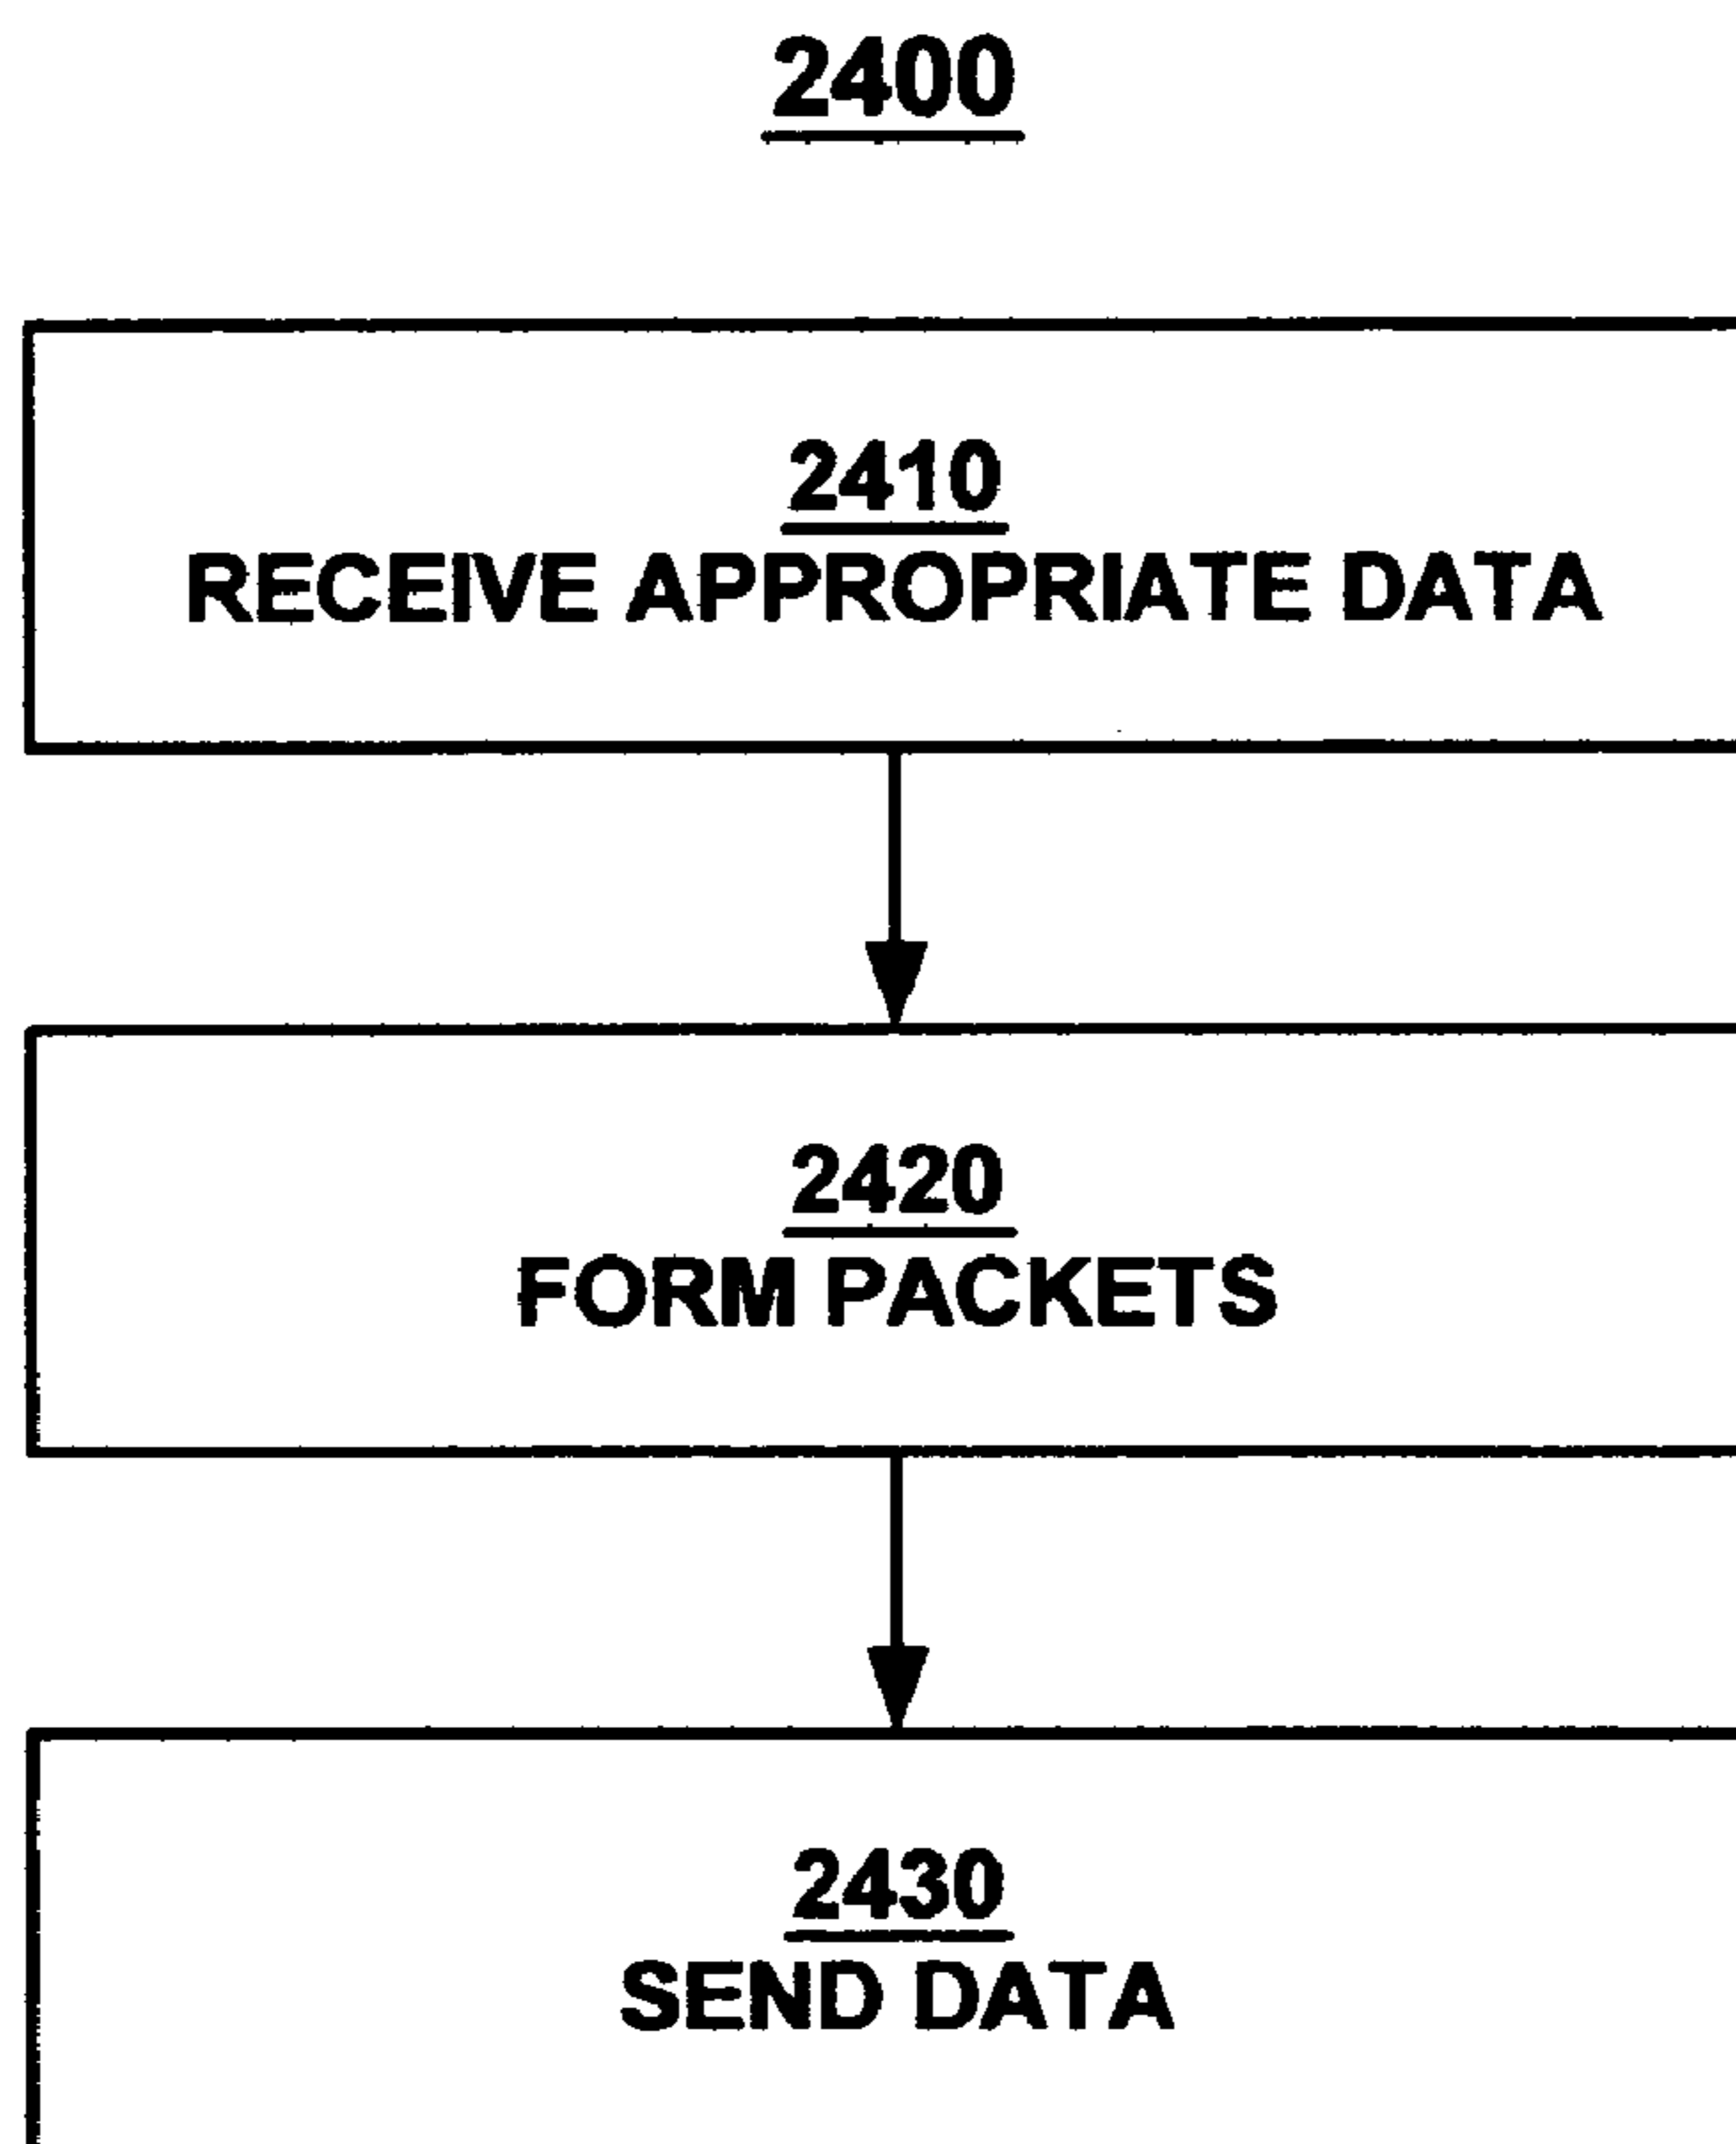 2400
2410
RECEIVE APPROPRIATE DATA
2420
FORM PACKETS
2430
SEND DATA